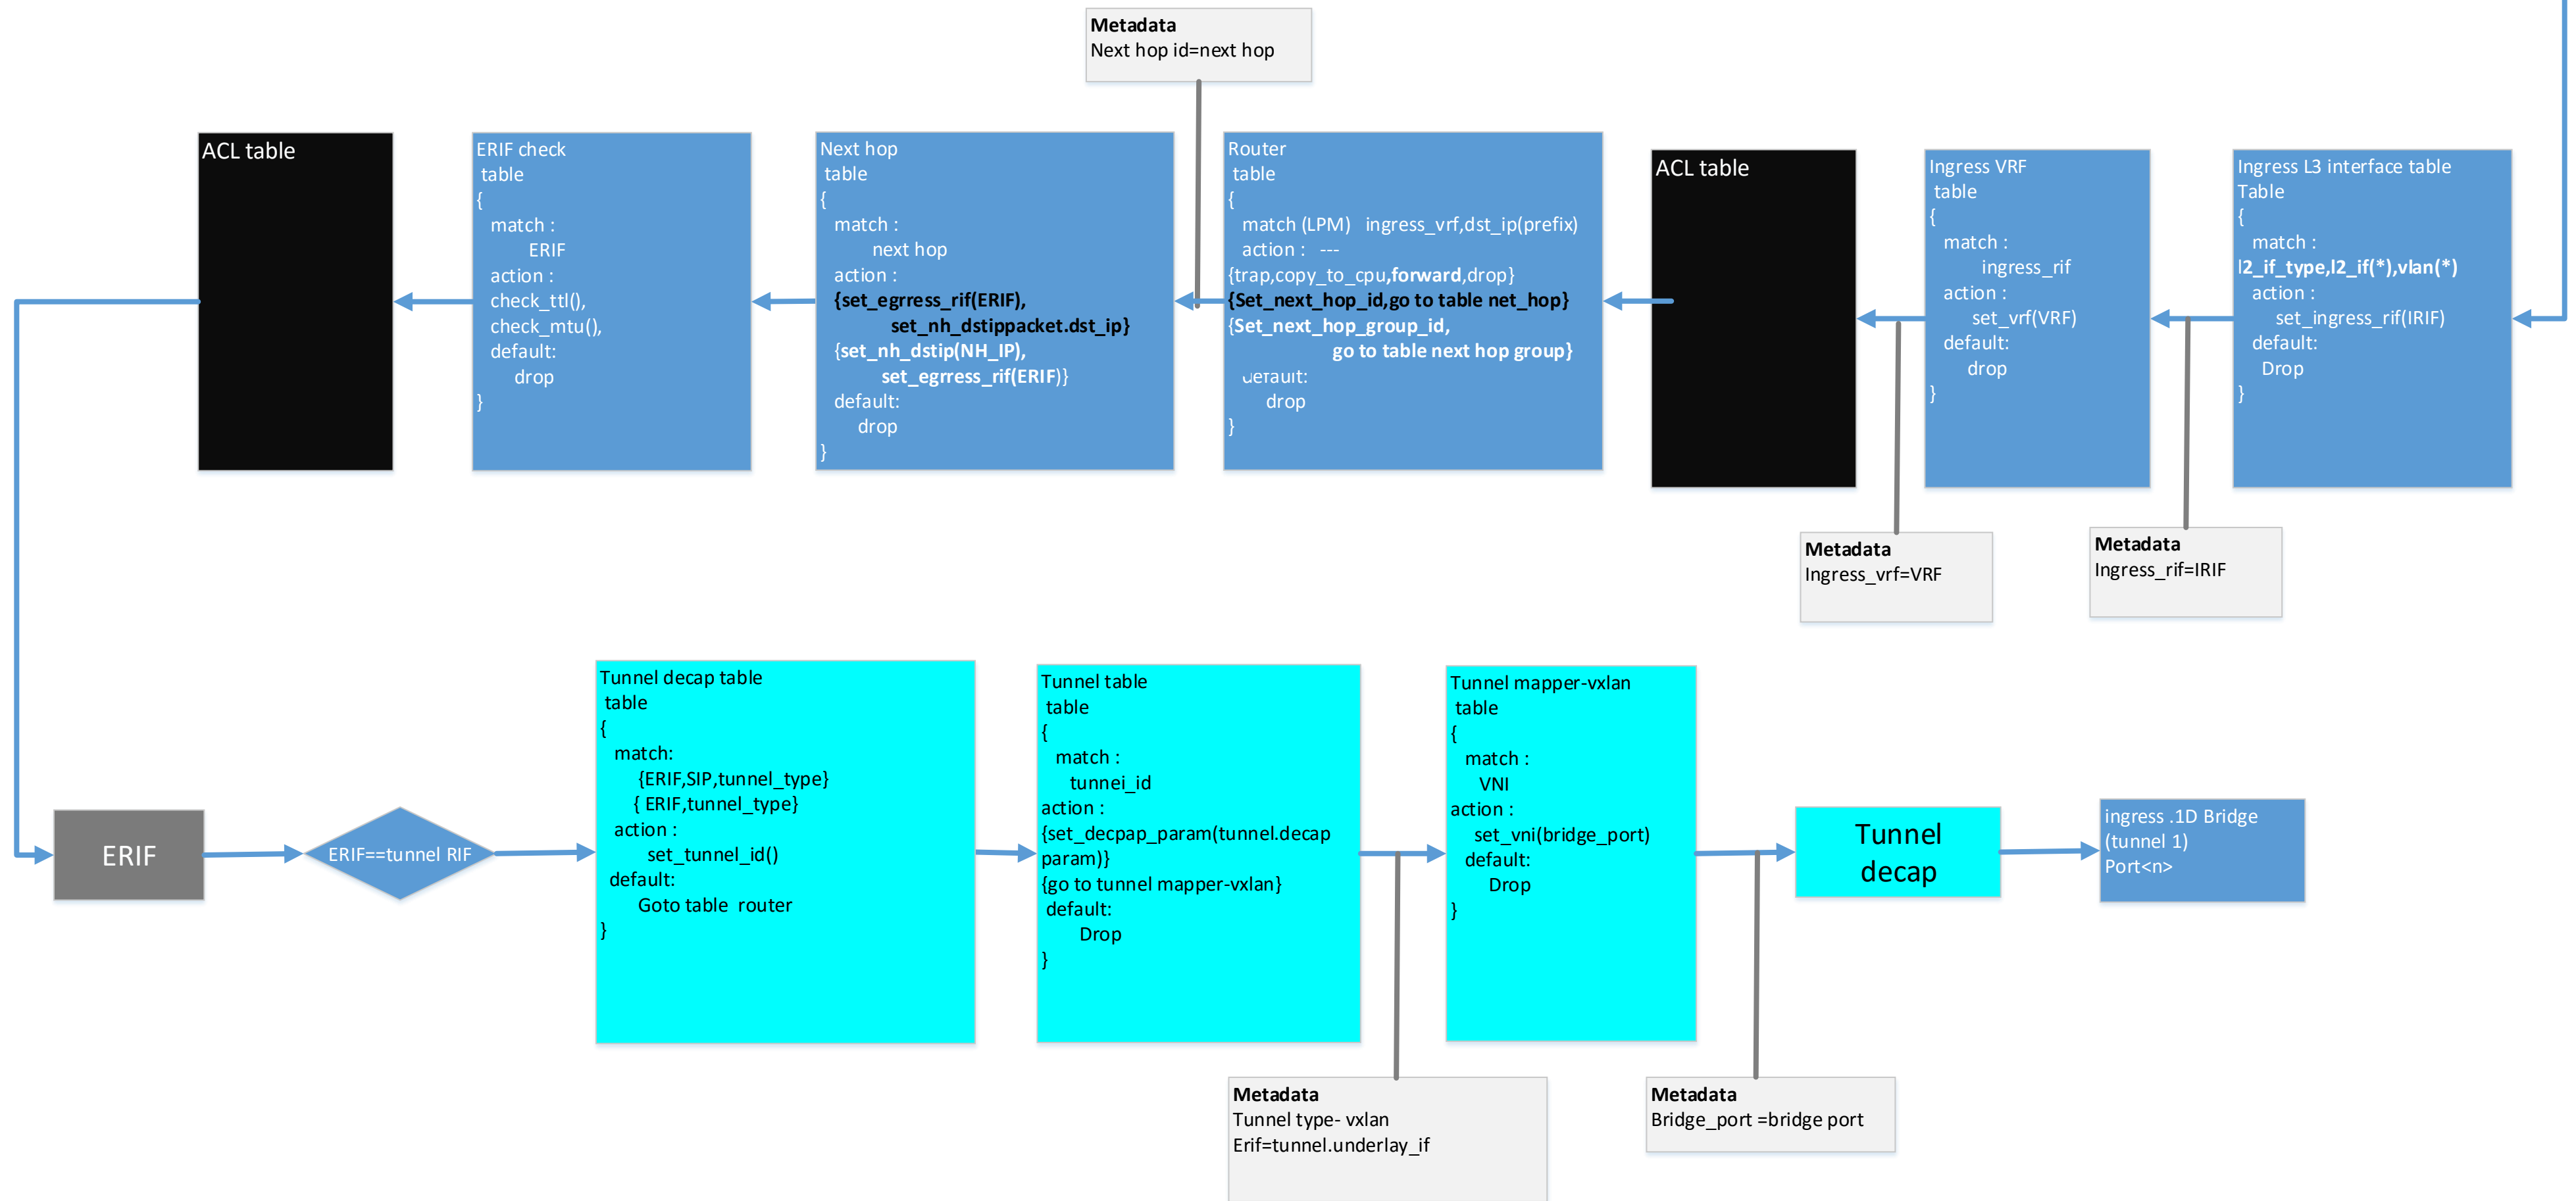 Metadata
Next hop id=next hop
ACL table
ERIF check
table
{
match :
ERIF
action :
check_ttl(),
check_mtu(),
default:
drop
}
Next hop
table
{
match :
next hop
action :
{set_egrress_rif(ERIF),
set_nh_dstippacket.dst_ip}
{set_nh_dstip(NH_IP),
set_egrress_rif(ERIF)}
default:
drop
}
Router
table
{
match (LPM) ingress_vrf,dst_ip(prefix)
action : ---
{trap,copy_to_cpu,forward,drop}
{Set_next_hop_id,go to table net_hop}
{Set_next_hop_group_id,
go to table next hop group}
default:
drop
}
ACL table
Ingress VRF
table
{
match :
ingress_rif
action :
set_vrf(VRF)
default:
drop
}
Ingress L3 interface table
Table
{
match :
l2_if_type,l2_if(*),vlan(*)
action :
set_ingress_rif(IRIF)
default:
Drop
}
Metadata
Ingress_vrf=VRF
Metadata
Ingress_rif=IRIF
ERIF
ERIF==tunnel RIF
Tunnel decap table
table
{
match:
{ERIF,SIP,tunnel_type}
{ ERIF,tunnel_type}
action :
set_tunnel_id()
default:
Goto table router
}
Tunnel table
table
{
match :
tunnei_id
action :
{set_decpap_param(tunnel.decap
param)}
{go to tunnel mapper-vxlan}
default:
Drop
}
Tunnel mapper-vxlan
table
{
match :
VNI
action :
set_vni(bridge_port)
default:
Drop
}
Tunnel
decap
ingress .1D Bridge
(tunnel 1)
Port<n>
Metadata
Tunnel type- vxlan
Erif=tunnel.underlay_if
Metadata
Bridge_port =bridge port